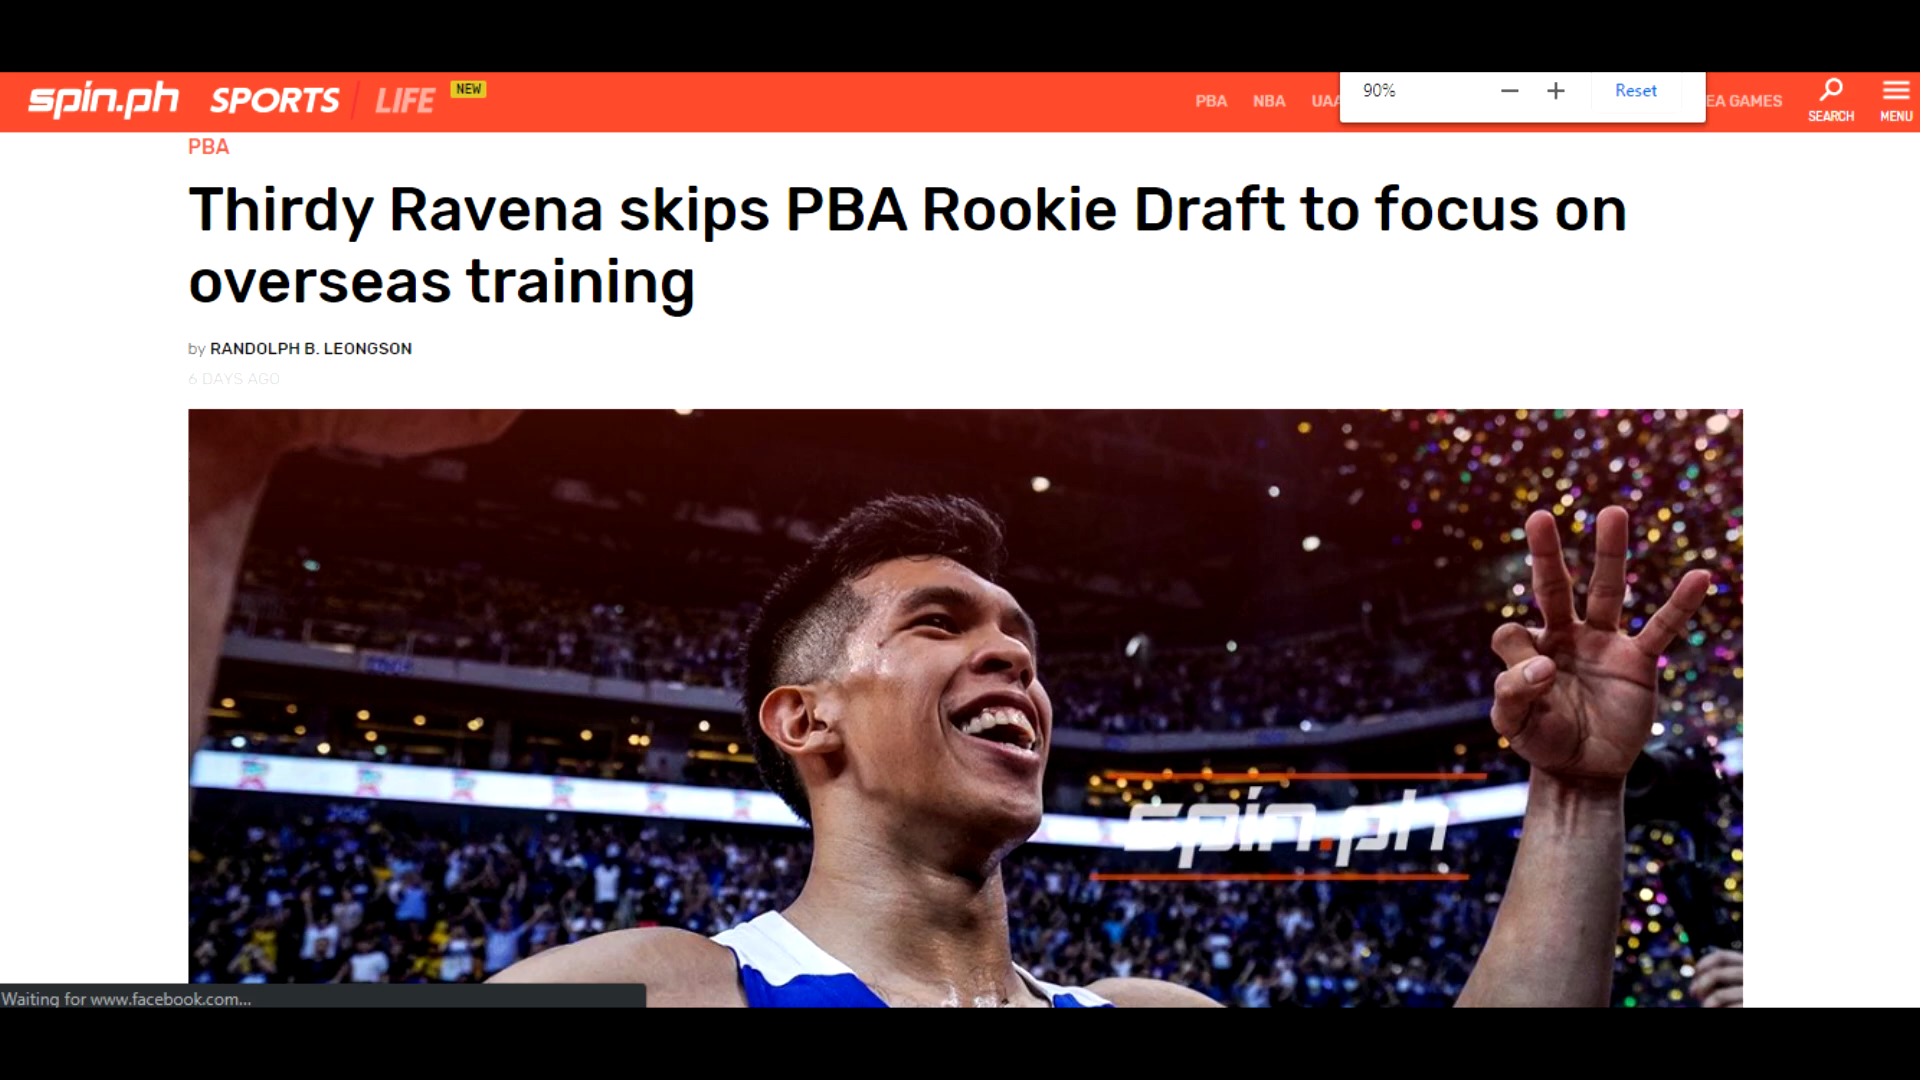 spin.ph SPORTS LIFE NEW
PBA NBA 90% − + Reset EA GAMES SEARCH MENU
PBA
Thirdy Ravena skips PBA Rookie Draft to focus on
overseas training
by RANDOLPH B. LEONGSON
6 DAYS AGO
spin.ph
Waiting for www.facebook.com...